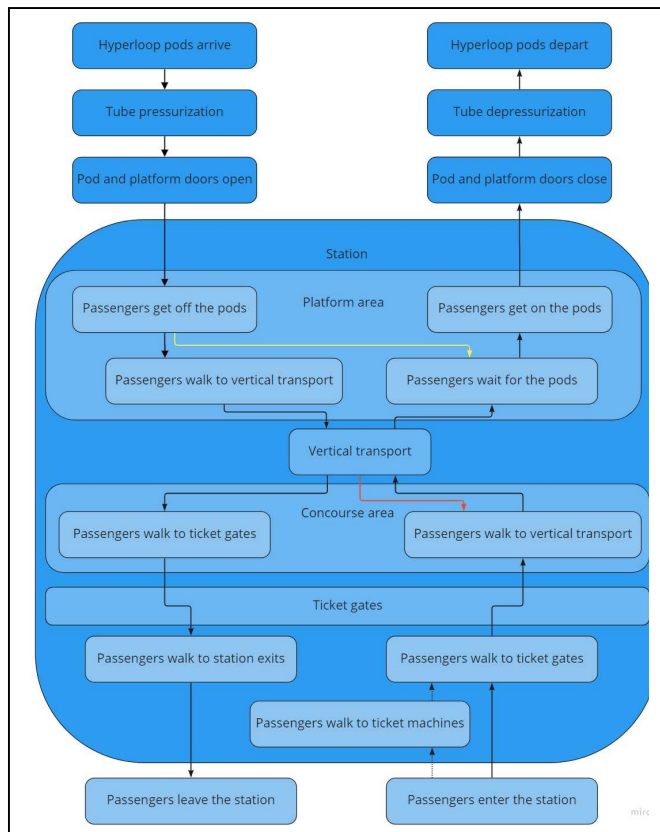 Hyperloop pods arrive
Hyperloop pods depart
Tube pressurization
Tube depressurization
Pod and platform doors open
Pod and platform doors close
Station
Platform area
Passengers get off the pods
Passengers get on the pods
Passengers walk to vertical transport
Passengers wait for the pods
Vertical transport
Concourse area
Passengers walk to ticket gates
Passengers walk to vertical transport
Ticket gates
Passengers walk to station exits
Passengers walk to ticket gates
Passengers walk to ticket machines
Passengers leave the station
Passengers enter the station